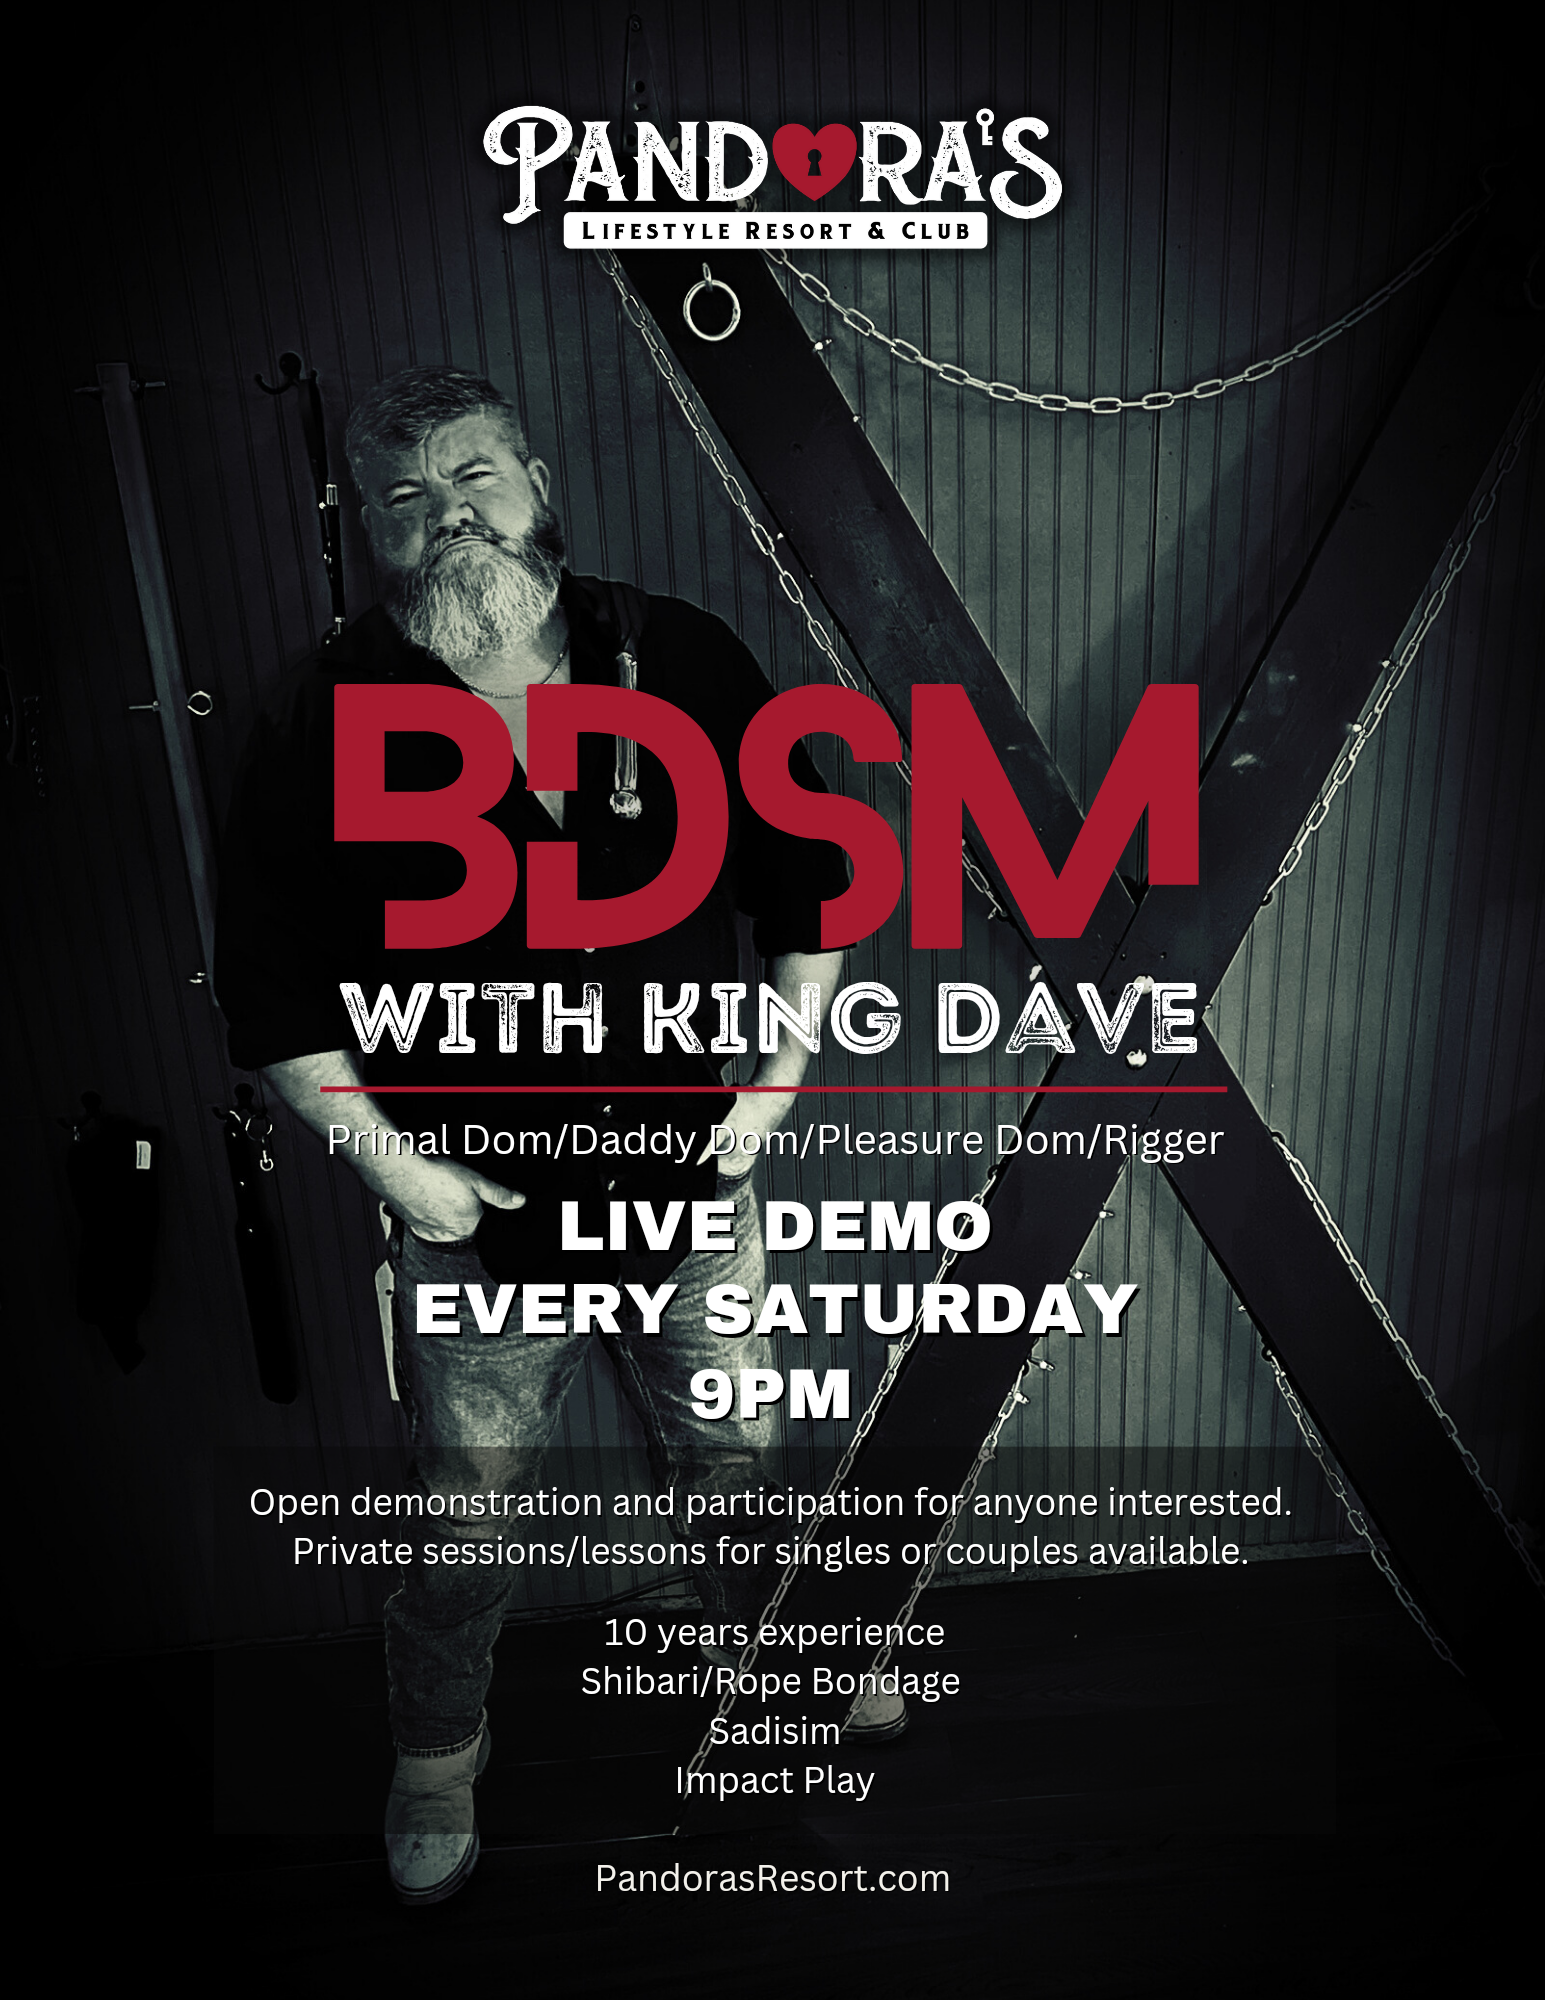 PANDORA'S
LIFESTYLE RESORT & CLUB
BDSM
WITH KING DAVE
Primal Dom/Daddy Dom/Pleasure Dom/Rigger
LIVE DEMO
EVERY SATURDAY
9PM
Open demonstration and participation for anyone interested.
Private sessions/lessons for singles or couples available.
10 years experience
Shibari/Rope Bondage
Sadisim
Impact Play
PandorasResort.com